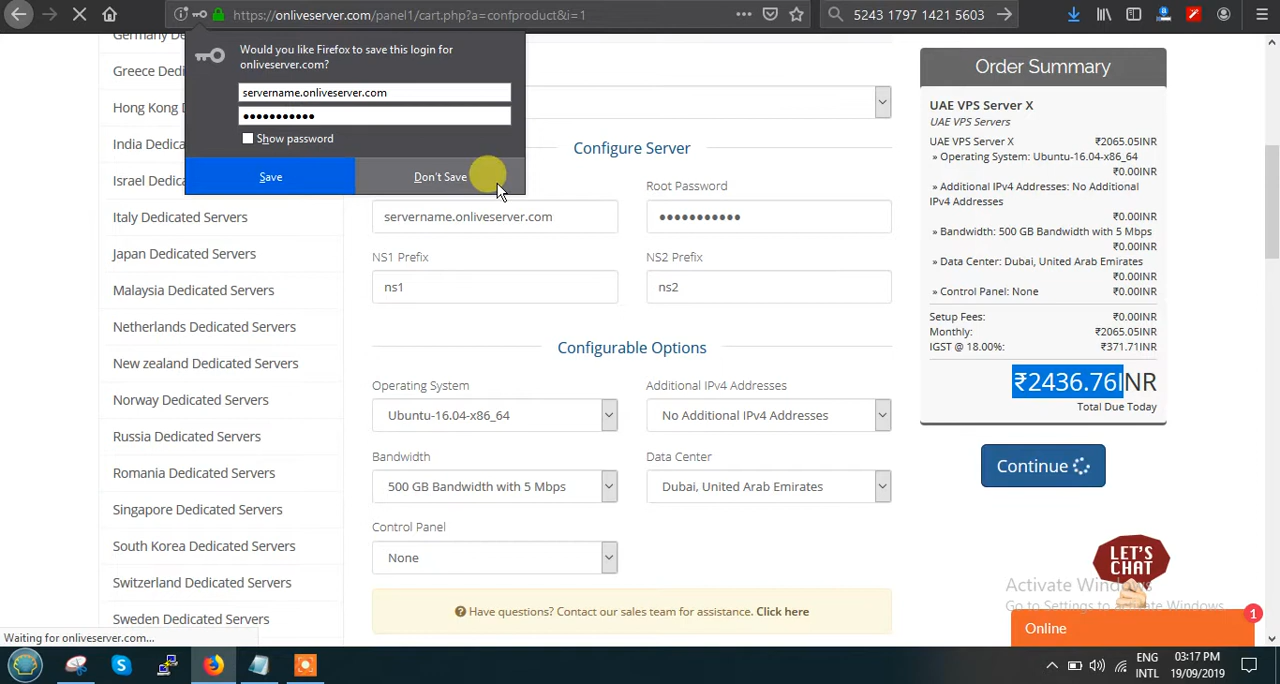 https://onliveserver.com/panel1/cart.php?a=confproduct&i=1
5243 1797 1421 5603
Would you like Firefox to save this login for
onliveserver.com?
servername.onliveserver.com
●●●●●●●●●●●
Show password
Save
Don't Save
Greece Dedi
Hong Kong
India Dedica
Israel Dedica
Italy Dedicated Servers
Japan Dedicated Servers
Malaysia Dedicated Servers
Netherlands Dedicated Servers
New zealand Dedicated Servers
Norway Dedicated Servers
Russia Dedicated Servers
Romania Dedicated Servers
Singapore Dedicated Servers
South Korea Dedicated Servers
Switzerland Dedicated Servers
Sweden Dedicated Servers
Configure Server
Root Password
servername.onliveserver.com
●●●●●●●●●●●
NS1 Prefix
NS2 Prefix
ns1
ns2
Configurable Options
Operating System
Additional IPv4 Addresses
Ubuntu-16.04-x86_64
No Additional IPv4 Addresses
Bandwidth
Data Center
500 GB Bandwidth with 5 Mbps
Dubai, United Arab Emirates
Control Panel
None
Have questions? Contact our sales team for assistance. Click here
Order Summary
UAE VPS Server X
UAE VPS Servers
UAE VPS Server X ₹2065.05INR
» Operating System: Ubuntu-16.04-x86_64
₹0.00INR
» Additional IPv4 Addresses: No Additional
IPv4 Addresses
₹0.00INR
» Bandwidth: 500 GB Bandwidth with 5 Mbps
₹0.00INR
» Data Center: Dubai, United Arab Emirates
₹0.00INR
» Control Panel: None ₹0.00INR
Setup Fees: ₹0.00INR
Monthly: ₹2065.05INR
IGST @ 18.00%: ₹371.71INR
₹2436.76INR
Total Due Today
Continue
LET'S
CHAT
Activate Windows
Go to Settings to activate Windows.
Online
1
Waiting for onliveserver.com...
ENG
INTL
03:17 PM
19/09/2019